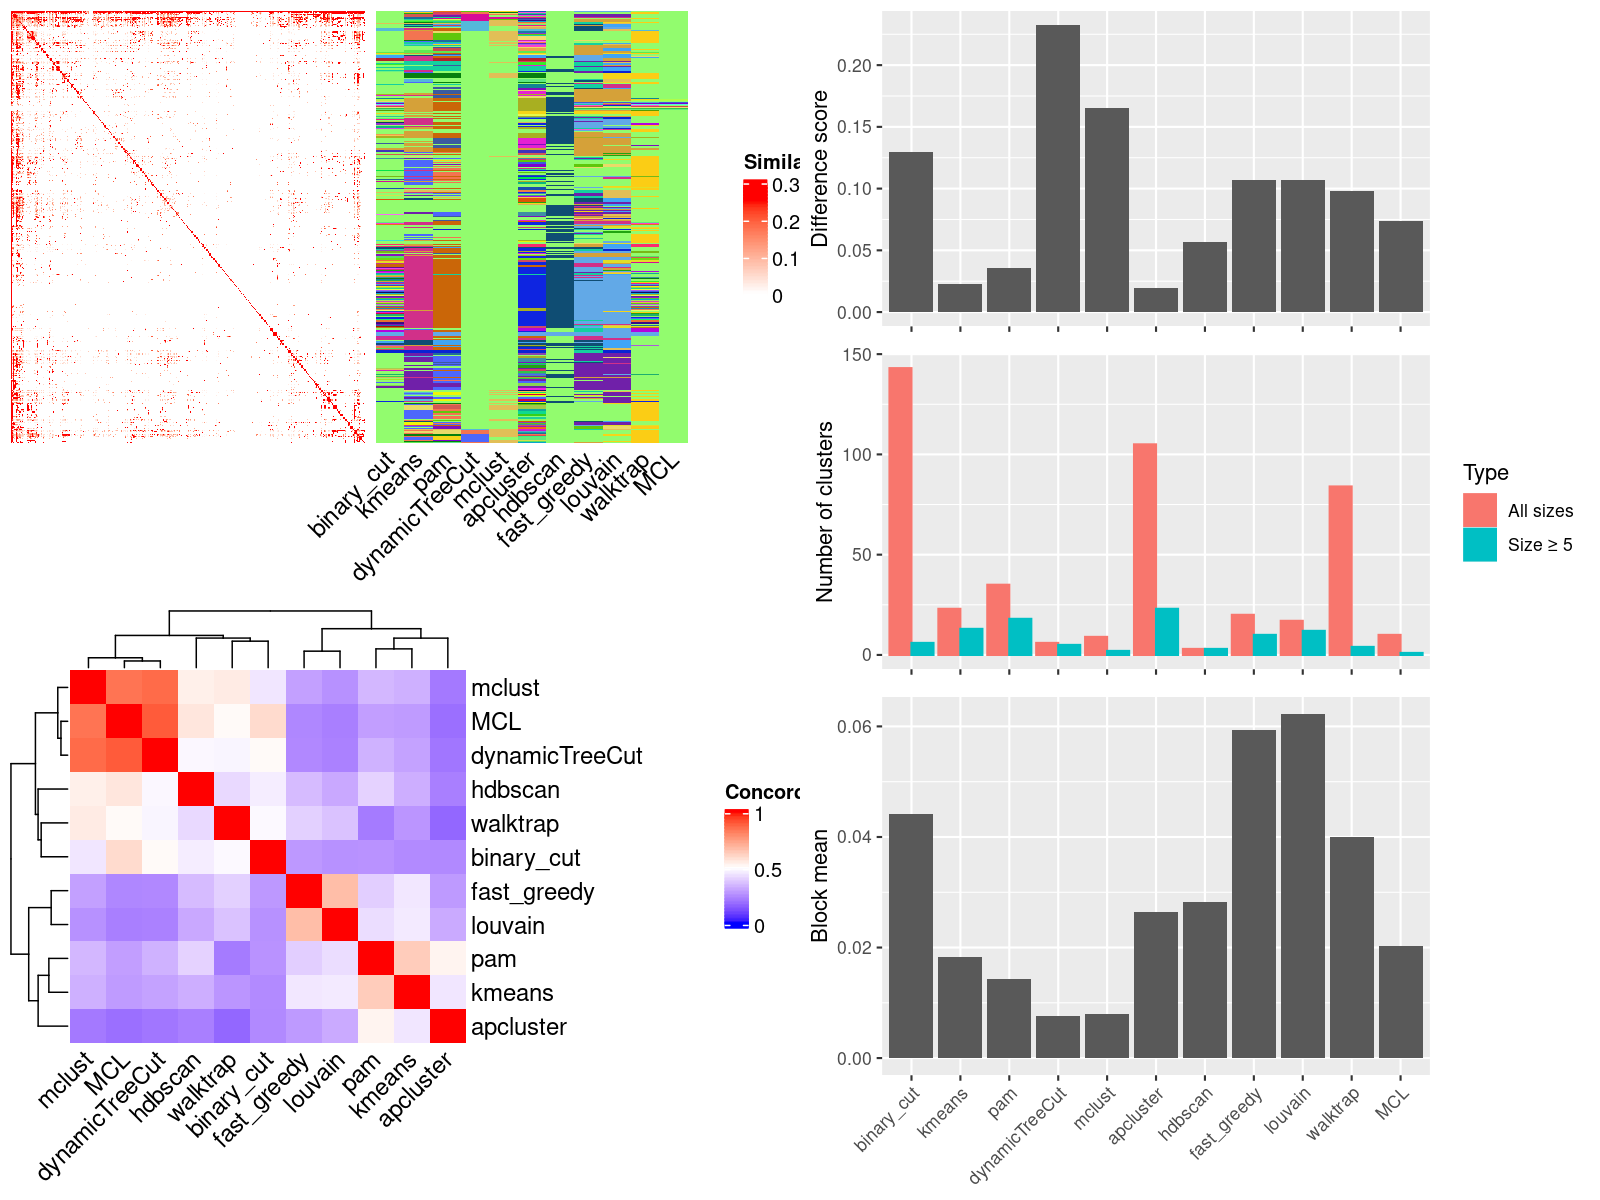 binary_cut
kmeans
pam
dynamicTreeCut
mclust
apcluster
hdbscan
fast_greedy
louvain
walktrap
MCL
Simila
0.3
0.2
0.1
0
mclust
MCL
dynamicTreeCut
hdbscan
walktrap
binary_cut
fast_greedy
louvain
pam
kmeans
apcluster
mclust
MCL
dynamicTreeCut
hdbscan
walktrap
binary_cut
fast_greedy
louvain
pam
kmeans
apcluster
Concord
1
0.5
0
Difference score
0.20
0.15
0.10
0.05
0.00
Number of clusters
150
100
50
0
Type
All sizes
Size ≥ 5
Block mean
0.06
0.04
0.02
0.00
binary_cut
kmeans
pam
dynamicTreeCut
mclust
apcluster
hdbscan
fast_greedy
louvain
walktrap
MCL